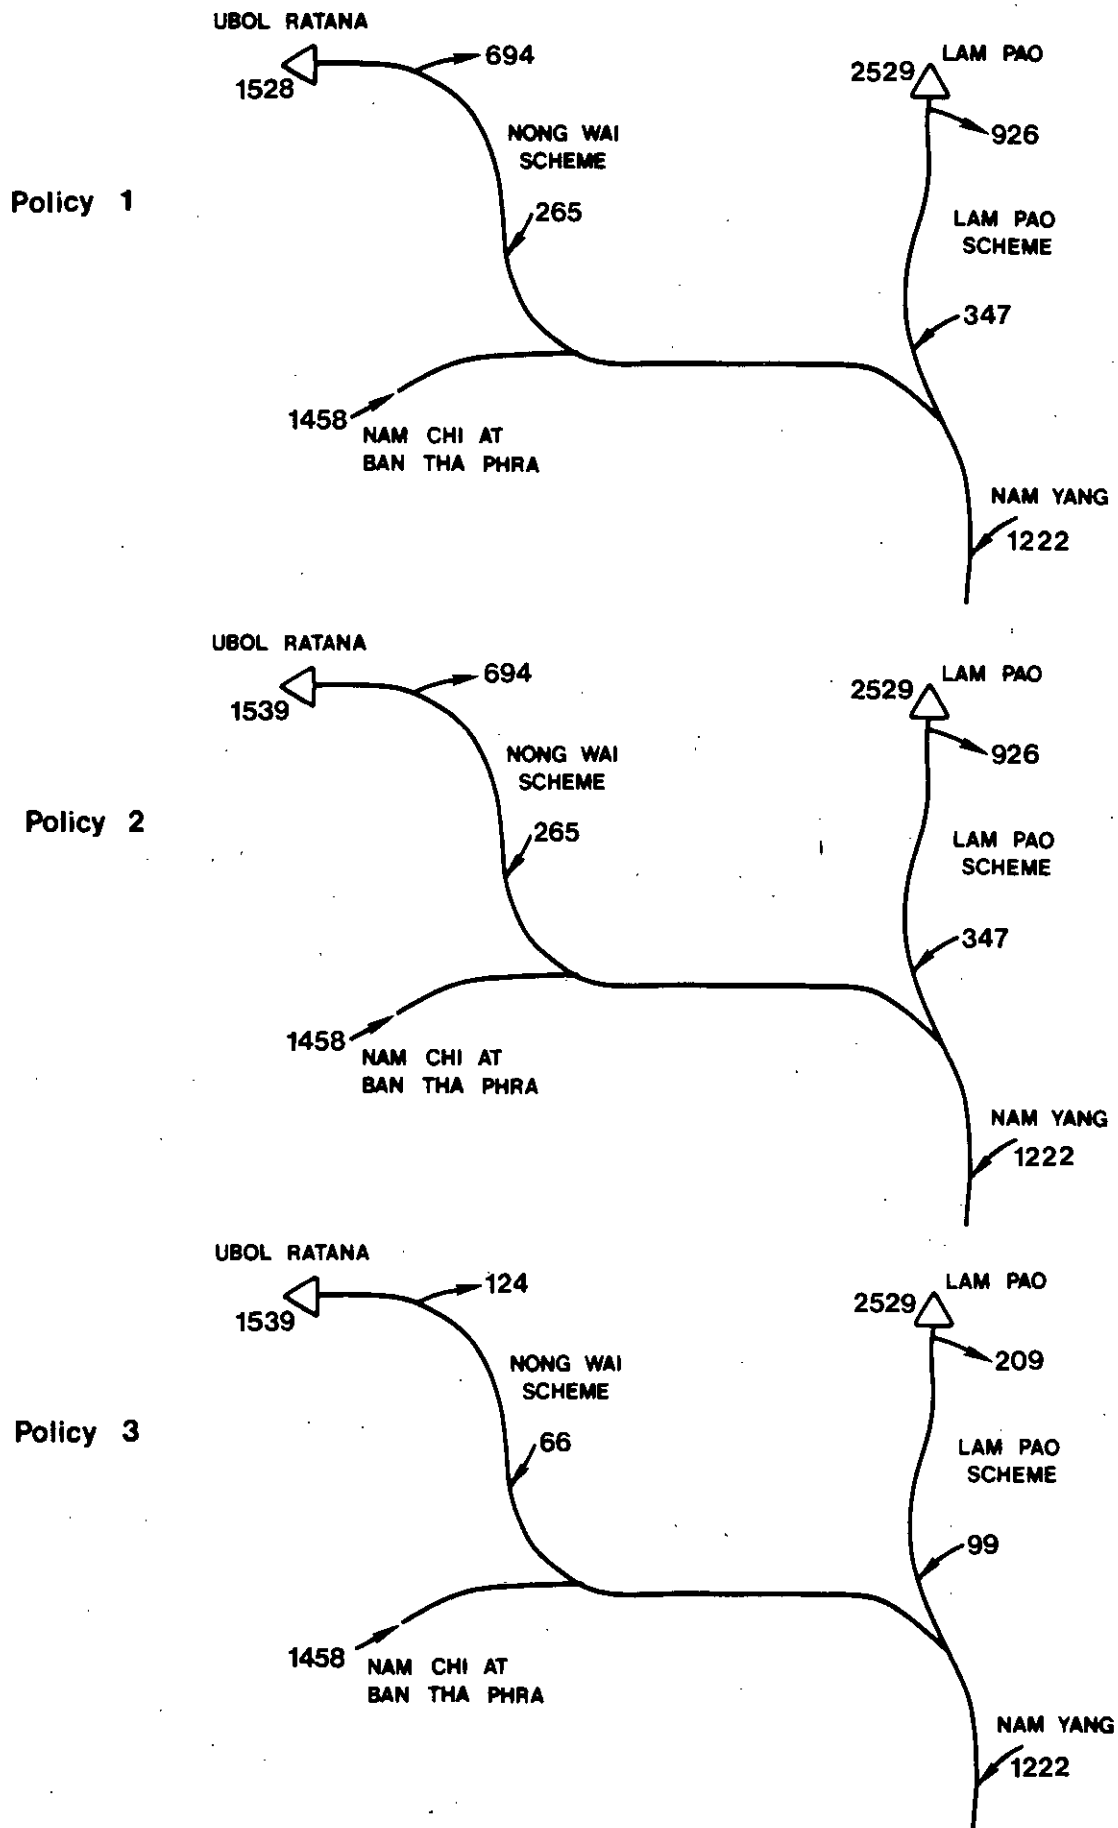 Policy 1
UBOL RATANA
1528
694
NONG WAI
SCHEME
265
1458
NAM CHI AT
BAN THA PHRA
LAM PAO
2529
926
LAM PAO
SCHEME
347
NAM YANG
1222
Policy 2
UBOL RATANA
1539
694
NONG WAI
SCHEME
265
1458
NAM CHI AT
BAN THA PHRA
LAM PAO
2529
926
LAM PAO
SCHEME
347
NAM YANG
1222
Policy 3
UBOL RATANA
1539
124
NONG WAI
SCHEME
66
1458
NAM CHI AT
BAN THA PHRA
LAM PAO
2529
209
LAM PAO
SCHEME
99
NAM YANG
1222